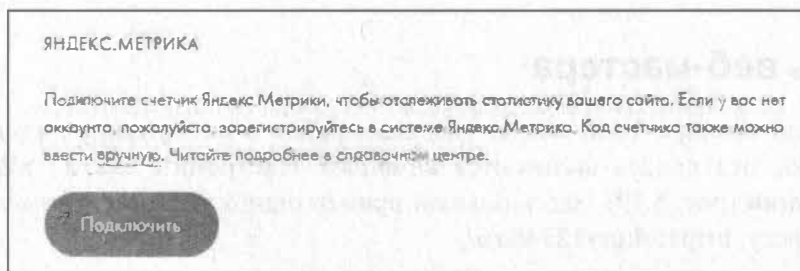 ЯНДЕКС.МЕТРИКА
Подключите счетчик Яндекс.Метрики, чтобы отслеживать статистику вашего сайта. Если у вас нет
аккаунта, пожалуйста, зарегистрируйтесь в системе Яндекс.Метрика. Код счетчика также можно
ввести вручную. Читайте подробнее в справочном центре.
Подключить